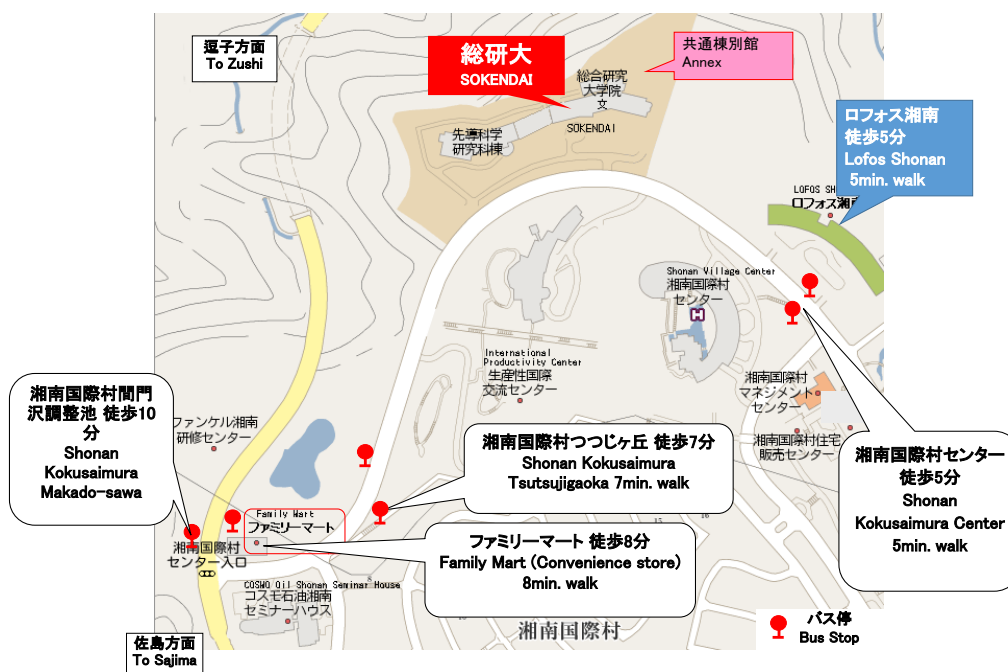 逗子方面
To Zushi
総研大
SOKENDAI
共通棟別館
Annex
総合研究
大学院
文
SOKENDAI
先導科学
研究科棟
ロフォス湘南
徒歩5分
Lofos Shonan
5min. walk
LOFOS SH
ロフォス湘南
Shonan Village Center
湘南国際村
センター
H
International
Productivity Center
生産性国際
交流センター
湘南国際村
マネジメント
センター
湘南国際村住宅
販売センター
湘南国際村間門
沢調整池 徒歩10
分
Shonan
Kokusaimura
Makado-sawa
ファンケル湘南
研修センター
湘南国際村つつじヶ丘 徒歩7分
Shonan Kokusaimura
Tsutsujigaoka 7min. walk
湘南国際村センター
徒歩5分
Shonan
Kokusaimura Center
5min. walk
Family Mart
ファミリーマート
ファミリーマート 徒歩8分
Family Mart (Convenience store)
8min. walk
湘南国際村
センター入口
COSMO Oil Shonan Seminar House
コスモ石油湘南
セミナーハウス
15
16
8
湘南国際村
バス停
Bus Stop
佐島方面
To Sajima